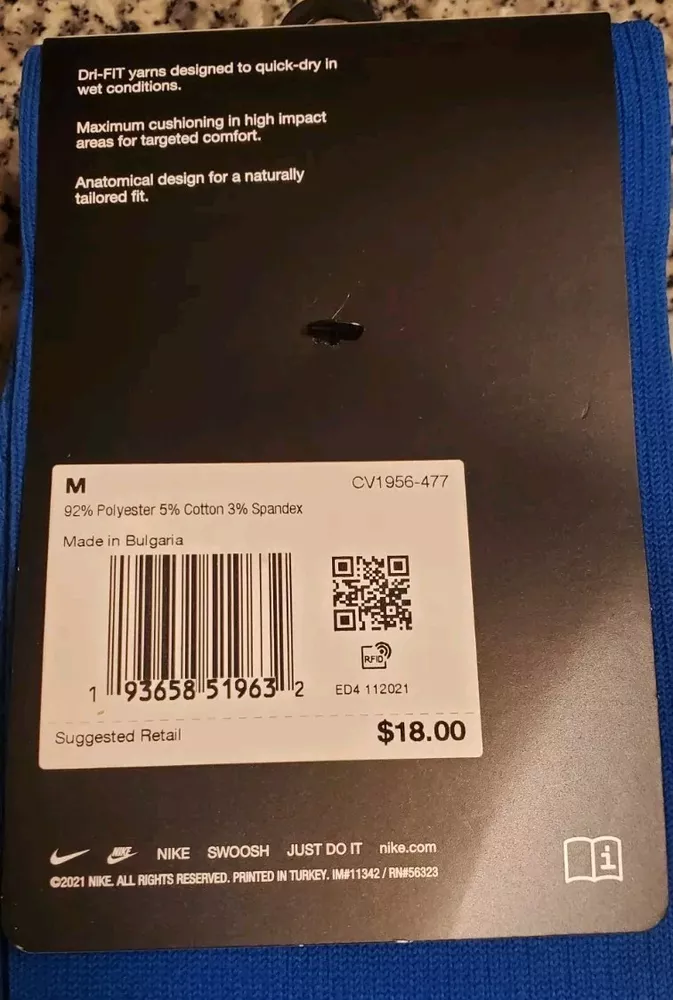 Dri-FIT yarns designed to quick-dry in
wet conditions.
Maximum cushioning in high impact
areas for targeted comfort.
Anatomical design for a naturally
tailored fit.
M CV1956-477
92% Polyester 5% Cotton 3% Spandex
Made in Bulgaria
RFID
1 93658 51963 2 ED4 112021
Suggested Retail $18.00
NIKE NIKE SWOOSH JUST DO IT nike.com
©2021 NIKE. ALL RIGHTS RESERVED. PRINTED IN TURKEY. IM#11342 / RN#56323